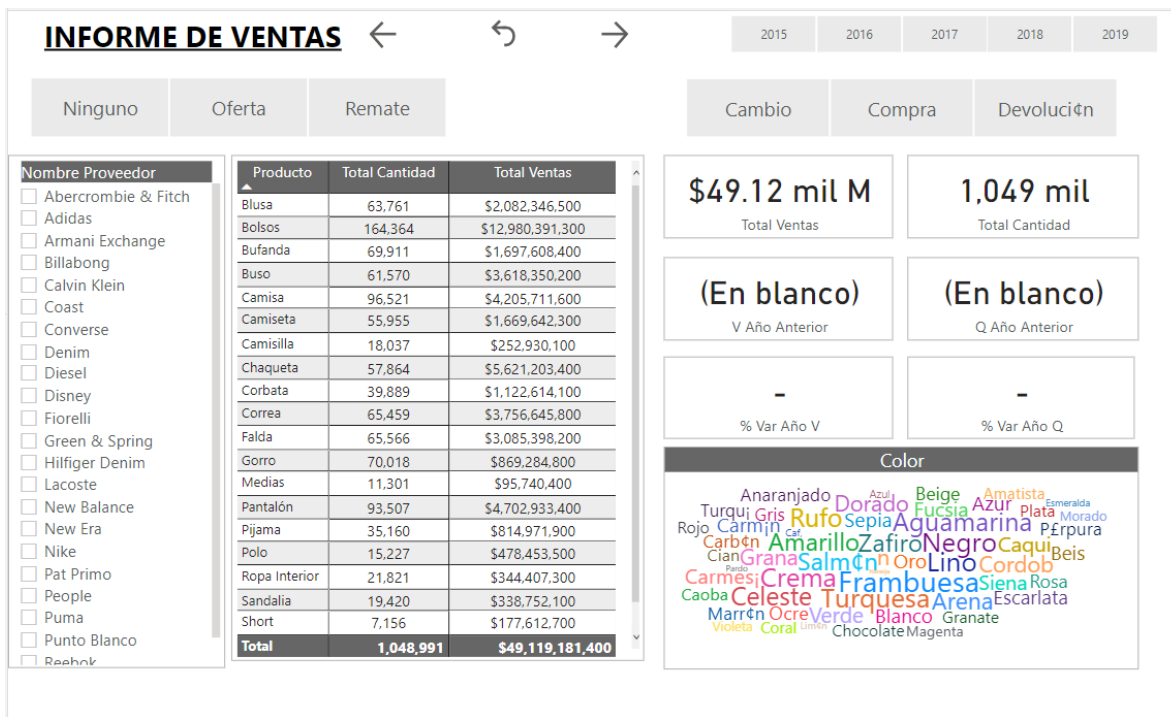 INFORME DE VENTAS
2015 2016 2017 2018 2019
Ninguno Oferta Remate
Cambio Compra Devoluci¢n
Nombre Proveedor
Abercrombie & Fitch
Adidas
Armani Exchange
Billabong
Calvin Klein
Coast
Converse
Denim
Diesel
Disney
Fiorelli
Green & Spring
Hilfiger Denim
Lacoste
New Balance
New Era
Nike
Pat Primo
People
Puma
Punto Blanco
Reebok
Producto Total Cantidad Total Ventas
Blusa 63,761 $2,082,346,500
Bolsos 164,364 $12,980,391,300
Bufanda 69,911 $1,697,608,400
Buso 61,570 $3,618,350,200
Camisa 96,521 $4,205,711,600
Camiseta 55,955 $1,669,642,300
Camisilla 18,037 $252,930,100
Chaqueta 57,864 $5,621,203,400
Corbata 39,889 $1,122,614,100
Correa 65,459 $3,756,645,800
Falda 65,566 $3,085,398,200
Gorro 70,018 $869,284,800
Medias 11,301 $95,740,400
Pantalón 93,507 $4,702,933,400
Pijama 35,160 $814,971,900
Polo 15,227 $478,453,500
Ropa Interior 21,821 $344,407,300
Sandalia 19,420 $338,752,100
Short 7,156 $177,612,700
Total 1,048,991 $49,119,181,400
$49.12 mil M
Total Ventas
1,049 mil
Total Cantidad
(En blanco)
V Año Anterior
(En blanco)
Q Año Anterior
-
% Var Año V
-
% Var Año Q
Color
Anaranjado Azul Beige Amatista
Turqui Gris Dorado Fucsia Azur Plata Esmeralda
Rojo Carm¡n Caf‚ Rufo Sepia Aguamarina P£rpura Morado
Carb¢n Amarillo Zafiro Negro Caqui Beis
Cian Grana Salm¢n Oro Lino Cordob n
Pardo Carmes¡ Crema Frambuesa Siena Rosa
Caoba Celeste Turquesa Arena Escarlata
Marr¢n Ocre Verde Blanco Granate
Violeta Coral Lim¢n Chocolate Magenta